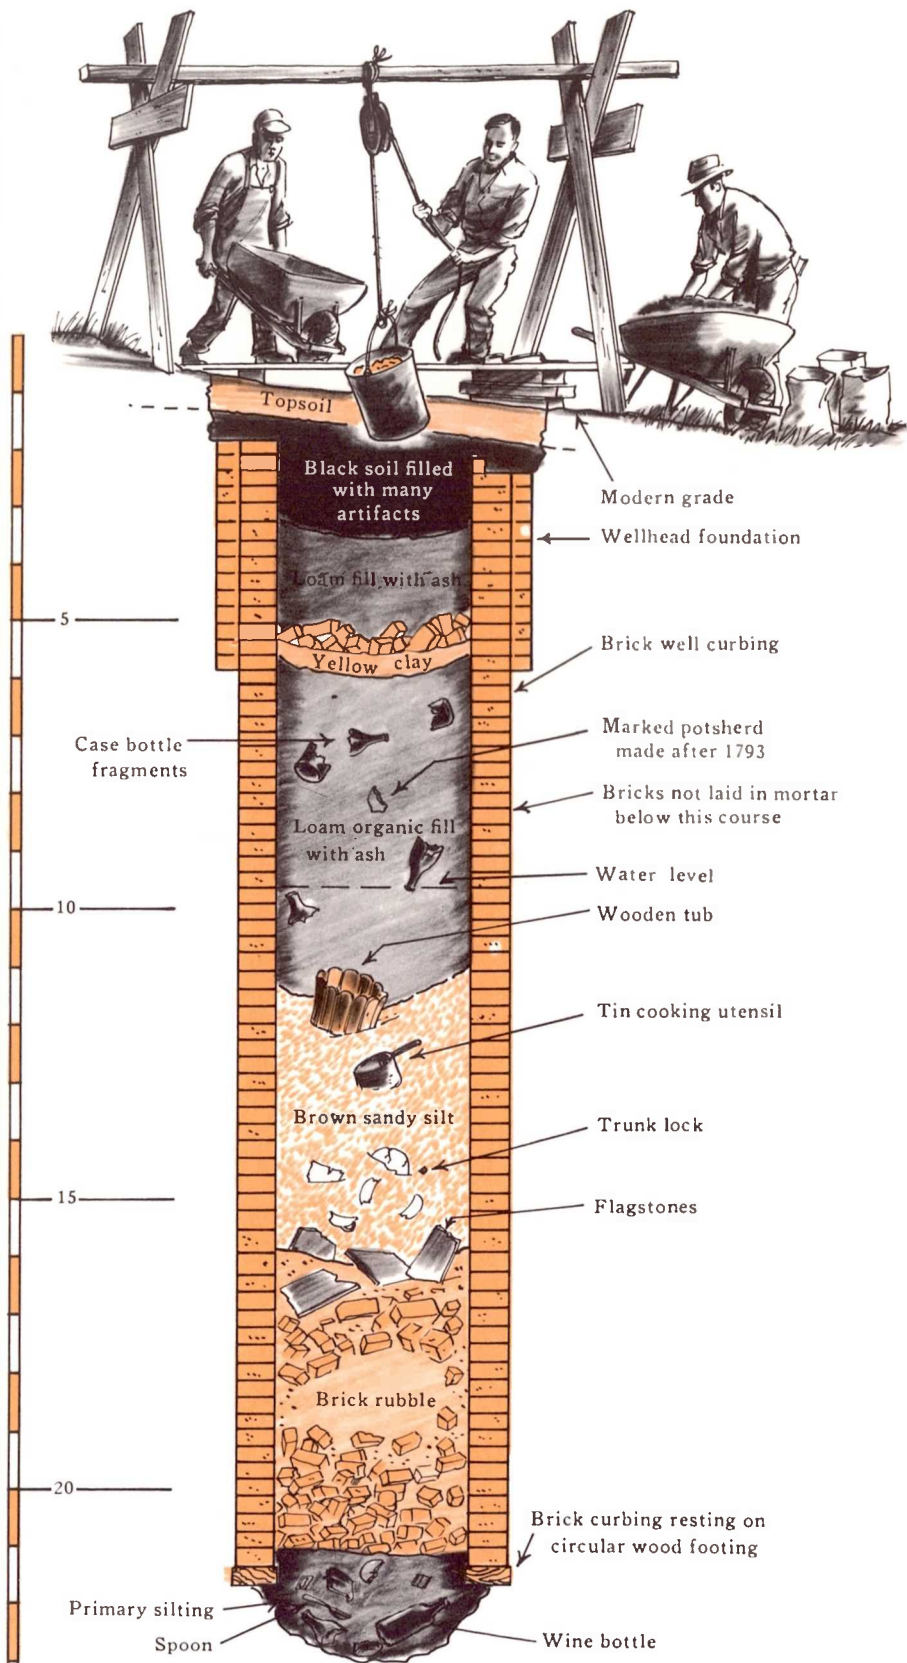 Topsoil
Black soil filled
with many
artifacts
Modern grade
Wellhead foundation
Loam fill with ash
5
Brick well curbing
Yellow clay
Case bottle
fragments
Marked potsherd
made after 1793
Bricks not laid in mortar
below this course
Loam organic fill
with ash
Water level
10
Wooden tub
Tin cooking utensil
Brown sandy silt
Trunk lock
15
Flagstones
Brick rubble
20
Brick curbing resting on
circular wood footing
Primary silting
Spoon
Wine bottle